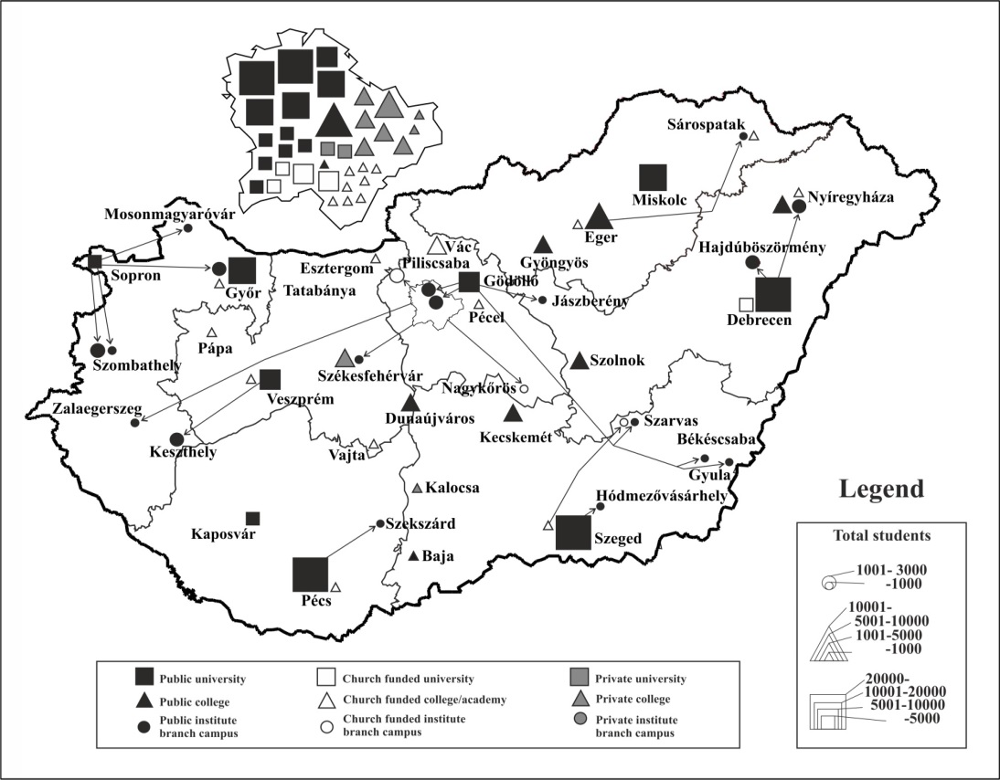 Sárospatak
Miskolc
Nyíregyháza
Mosonmagyaróvár
Eger
Vác
Hajdúböszörmény
Esztergom
Piliscsaba
Gyöngyös
Sopron
Tatabánya
Gödöllő
Győr
Jászberény
Pécel
Debrecen
Pápa
Szombathely
Székesfehérvár
Szolnok
Nagykőrös
Veszprém
Zalaegerszeg
Dunaújváros
Szarvas
Kecskemét
Békéscsaba
Keszthely
Vajta
Gyula
Kalocsa
Hódmezővásárhely
Szekszárd
Kaposvár
Szeged
Baja
Pécs
Legend
Total students
1001- 3000
-1000
10001-
5001-10000
1001-5000
-1000
20000-
10001-20000
5001-10000
-5000
Public university
Public college
Public institute
branch campus
Church funded university
Church funded college/academy
Church funded institute
branch campus
Private university
Private college
Private institute
branch campus